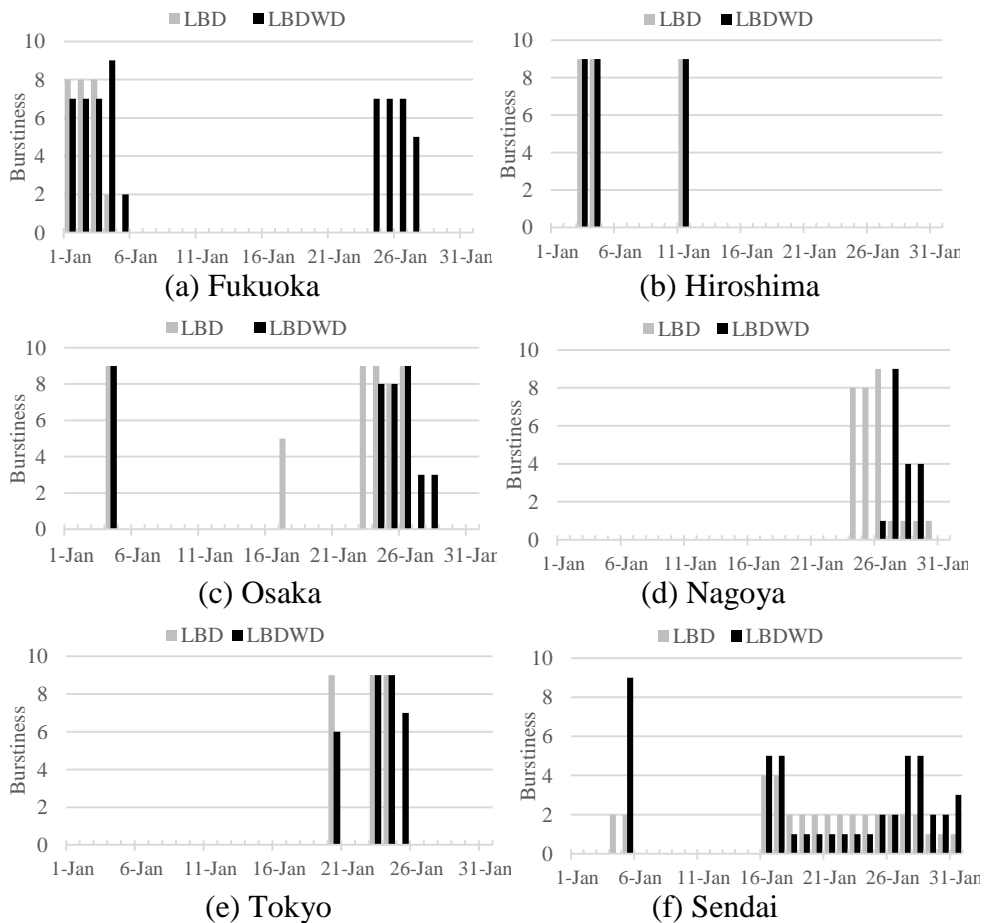 LBD LBDWD
10
8
6
4
2
0
Burstiness
1-Jan 6-Jan 11-Jan 16-Jan 21-Jan 26-Jan 31-Jan
(a) Fukuoka
LBD LBDWD
10
8
6
4
2
0
Burstiness
1-Jan 6-Jan 11-Jan 16-Jan 21-Jan 26-Jan 31-Jan
(b) Hiroshima
LBD LBDWD
10
8
6
4
2
0
Burstiness
1-Jan 6-Jan 11-Jan 16-Jan 21-Jan 26-Jan 31-Jan
(c) Osaka
LBD LBDWD
10
8
6
4
2
0
Burstiness
1-Jan 6-Jan 11-Jan 16-Jan 21-Jan 26-Jan 31-Jan
(d) Nagoya
LBD LBDWD
10
8
6
4
2
0
Burstiness
1-Jan 6-Jan 11-Jan 16-Jan 21-Jan 26-Jan 31-Jan
(e) Tokyo
LBD LBDWD
10
8
6
4
2
0
Burstiness
1-Jan 6-Jan 11-Jan 16-Jan 21-Jan 26-Jan 31-Jan
(f) Sendai